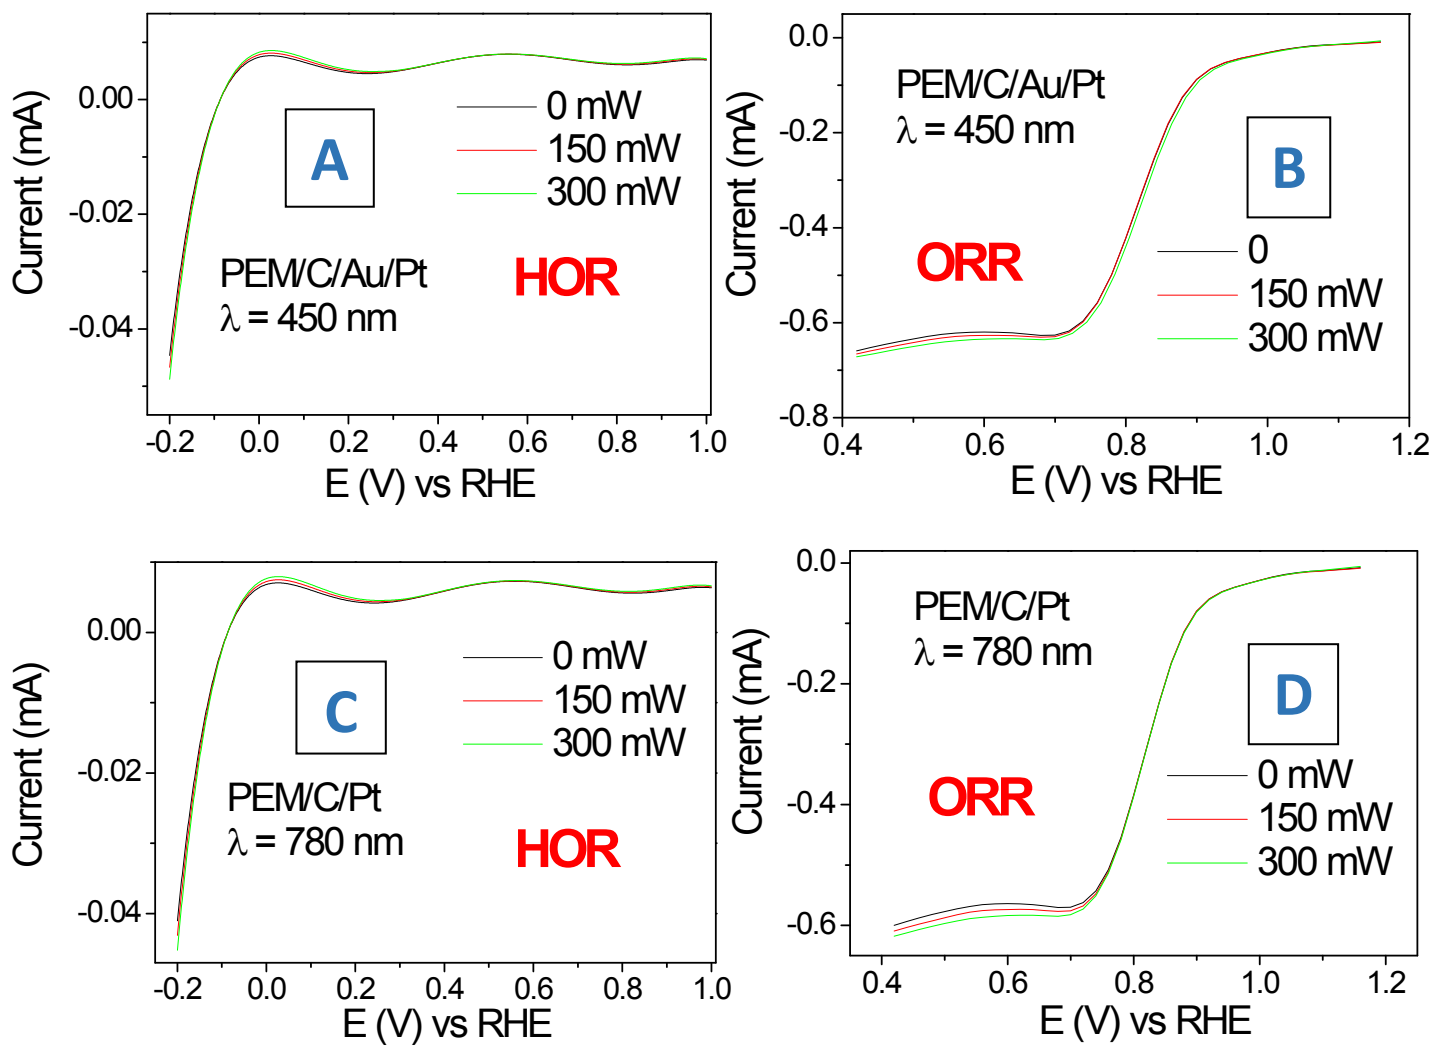 0.00
-0.02
-0.04
Current (mA)
A
0 mW
150 mW
300 mW
PEM/C/Au/Pt
λ = 450 nm
HOR
-0.2 0.0 0.2 0.4 0.6 0.8 1.0
E (V) vs RHE
0.0
-0.2
-0.4
-0.6
-0.8
Current (mA)
PEM/C/Au/Pt
λ = 450 nm
B
ORR
0
150 mW
300 mW
0.4 0.6 0.8 1.0 1.2
E (V) vs RHE
0.00
-0.02
-0.04
Current (mA)
0 mW
150 mW
300 mW
C
PEM/C/Pt
λ = 780 nm
HOR
-0.2 0.0 0.2 0.4 0.6 0.8 1.0
E (V) vs RHE
0.0
-0.2
-0.4
-0.6
Current (mA)
PEM/C/Pt
λ = 780 nm
D
ORR
0 mW
150 mW
300 mW
0.4 0.6 0.8 1.0 1.2
E (V) vs RHE